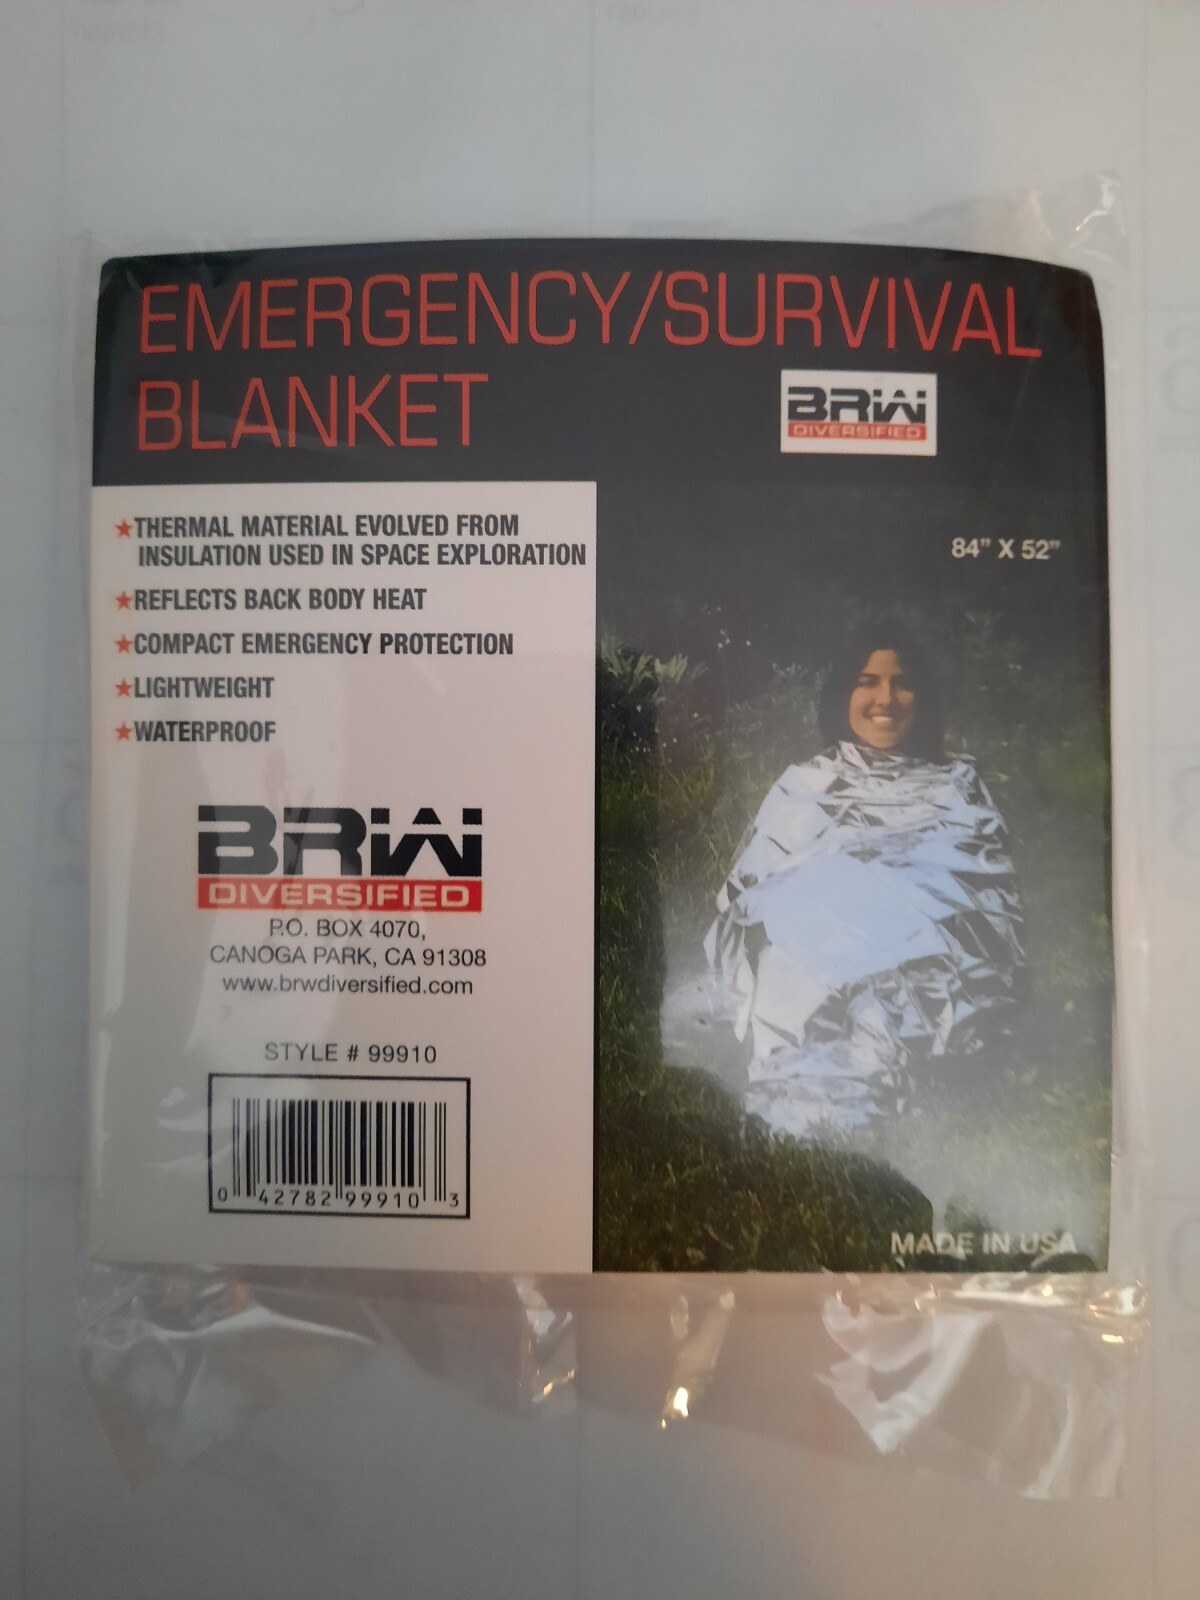 EMERGENCY/SURVIVAL
BLANKET
BRW
DIVERSIFIED
★THERMAL MATERIAL EVOLVED FROM
INSULATION USED IN SPACE EXPLORATION
★REFLECTS BACK BODY HEAT
★COMPACT EMERGENCY PROTECTION
★LIGHTWEIGHT
★WATERPROOF
84" X 52"
BRW
DIVERSIFIED
P.O. BOX 4070,
CANOGA PARK, CA 91308
www.brwdiversified.com
STYLE # 99910
0 42782 99910 3
MADE IN USA